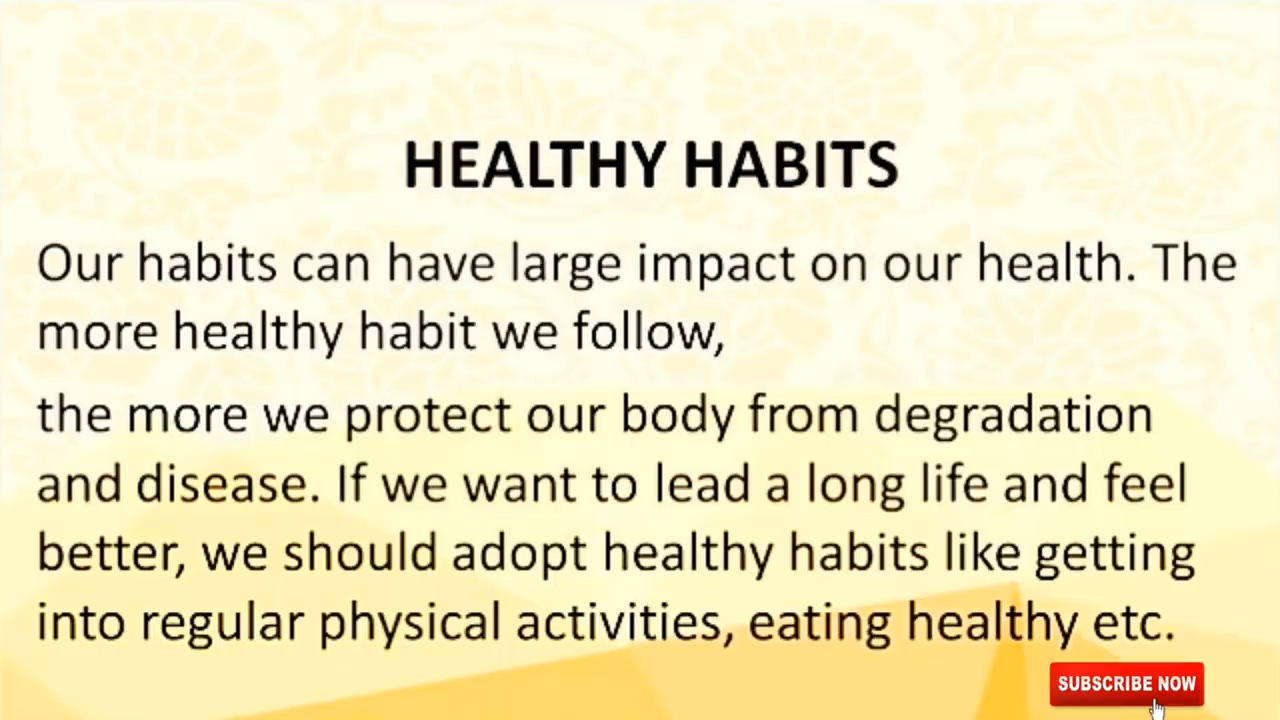 HEALTHY HABITS
Our habits can have large impact on our health. The
more healthy habit we follow,
the more we protect our body from degradation
and disease. If we want to lead a long life and feel
better, we should adopt healthy habits like getting
into regular physical activities, eating healthy etc.
SUBSCRIBE NOW